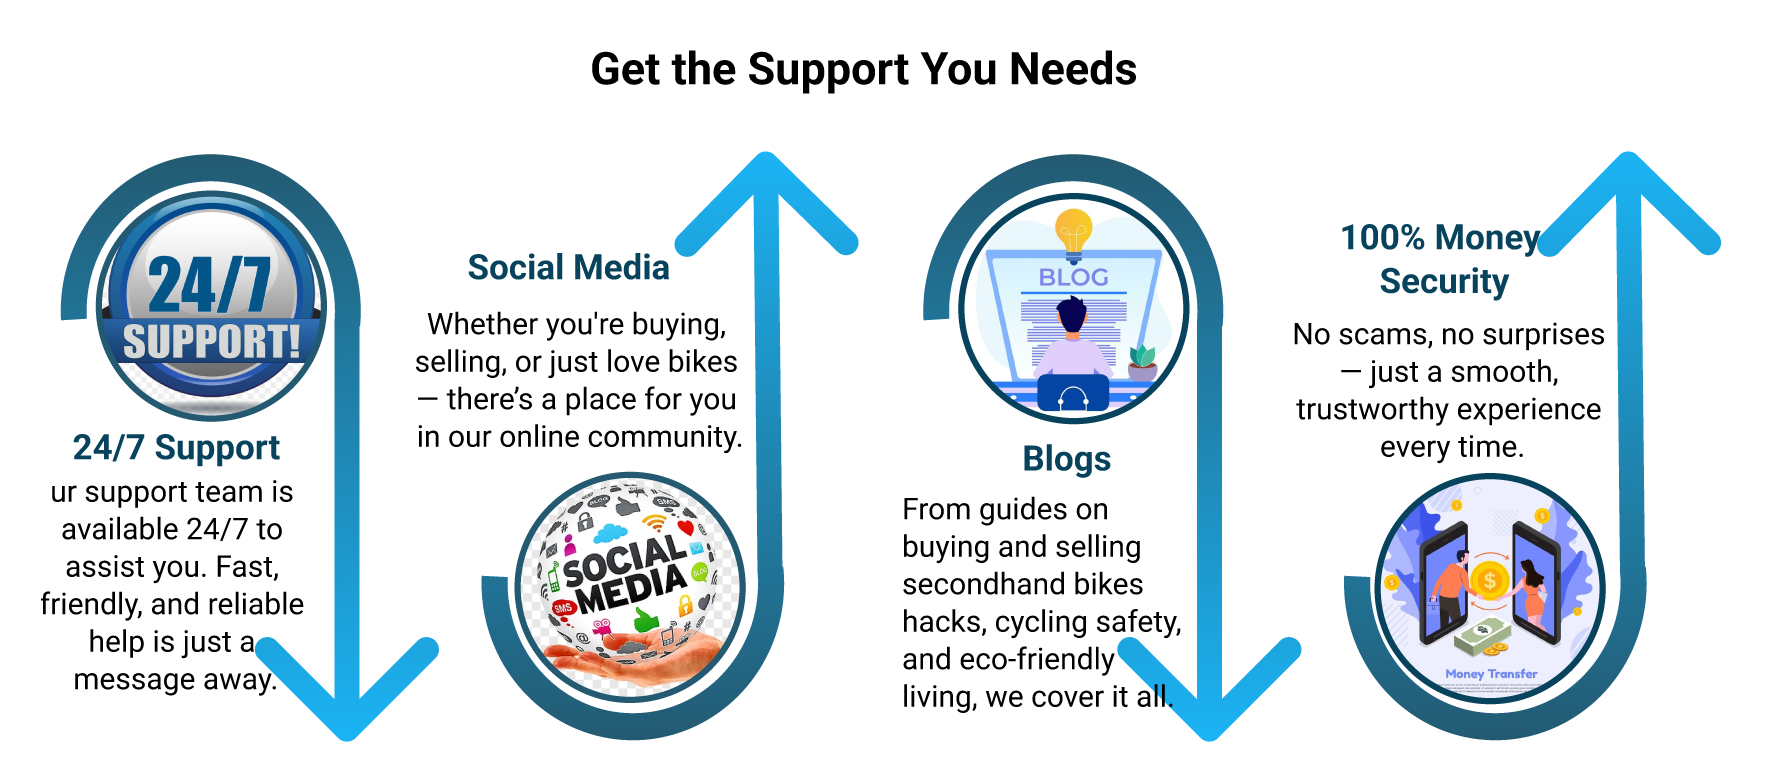 Get the Support You Needs
24/7
SUPPORT!
24/7 Support
ur support team is
available 24/7 to
assist you. Fast,
friendly, and reliable
help is just a
message away.
Social Media
Whether you're buying,
selling, or just love bikes
— there’s a place for you
in our online community.
BLOG
SMS
SOCIAL
MEDIA
BLOG
SMS
BLOG
Blogs
From guides on
buying and selling
secondhand bikes
hacks, cycling safety,
and eco-friendly
living, we cover it all.
100% Money
Security
No scams, no surprises
— just a smooth,
trustworthy experience
every time.
Money Transfer